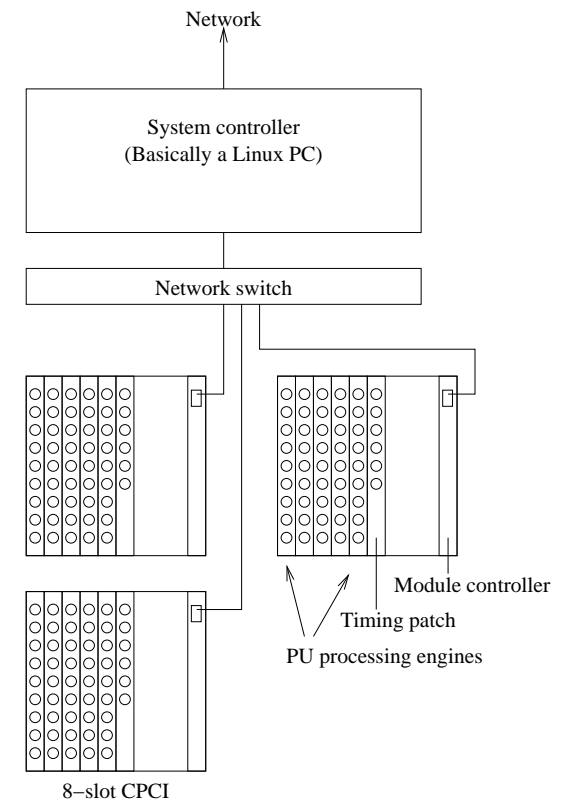 Network
System controller
(Basically a Linux PC)
Network switch
Module controller
Timing patch
PU processing engines
8−slot CPCI